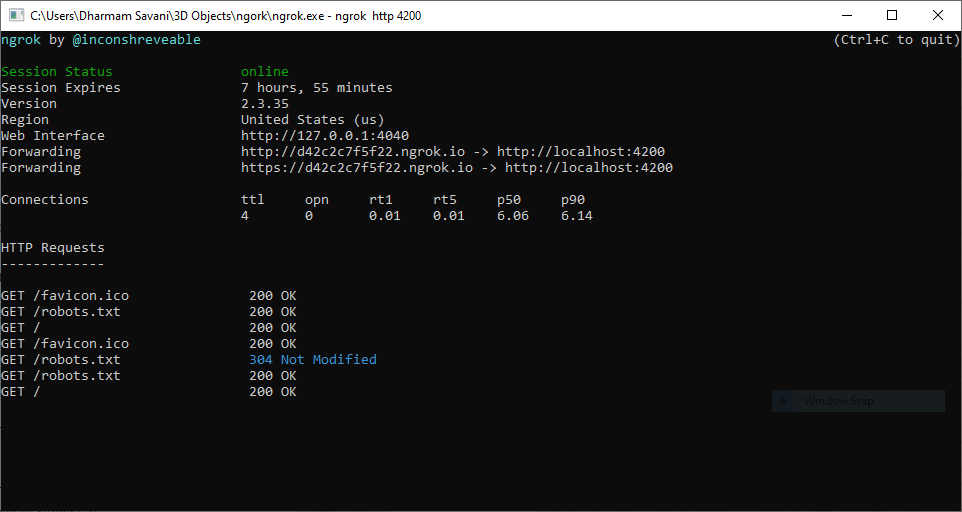 C:\Users\Dharmam Savani\3D Objects\ngork\ngrok.exe - ngrok  http 4200
ngrok by @inconshreveable (Ctrl+C to quit)
Session Status online
Session Expires 7 hours, 55 minutes
Version 2.3.35
Region United States (us)
Web Interface http://127.0.0.1:4040
Forwarding http://d42c2c7f5f22.ngrok.io -> http://localhost:4200
Forwarding https://d42c2c7f5f22.ngrok.io -> http://localhost:4200
Connections ttl opn rt1 rt5 p50 p90
4 0 0.01 0.01 6.06 6.14
HTTP Requests
-------------
GET /favicon.ico 200 OK
GET /robots.txt 200 OK
GET / 200 OK
GET /favicon.ico 200 OK
GET /robots.txt 304 Not Modified
GET /robots.txt 200 OK
GET / 200 OK
Window Snip